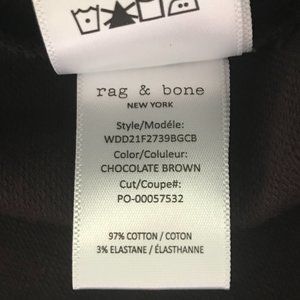 rag & bone
NEW YORK
Style/Modéle:
WDD21F2739BGCB
Color/Coluleur:
CHOCOLATE BROWN
Cut/Coupe#:
PO-00057532
97% COTTON / COTON
3% ELASTANE / ÉLASTHANNE